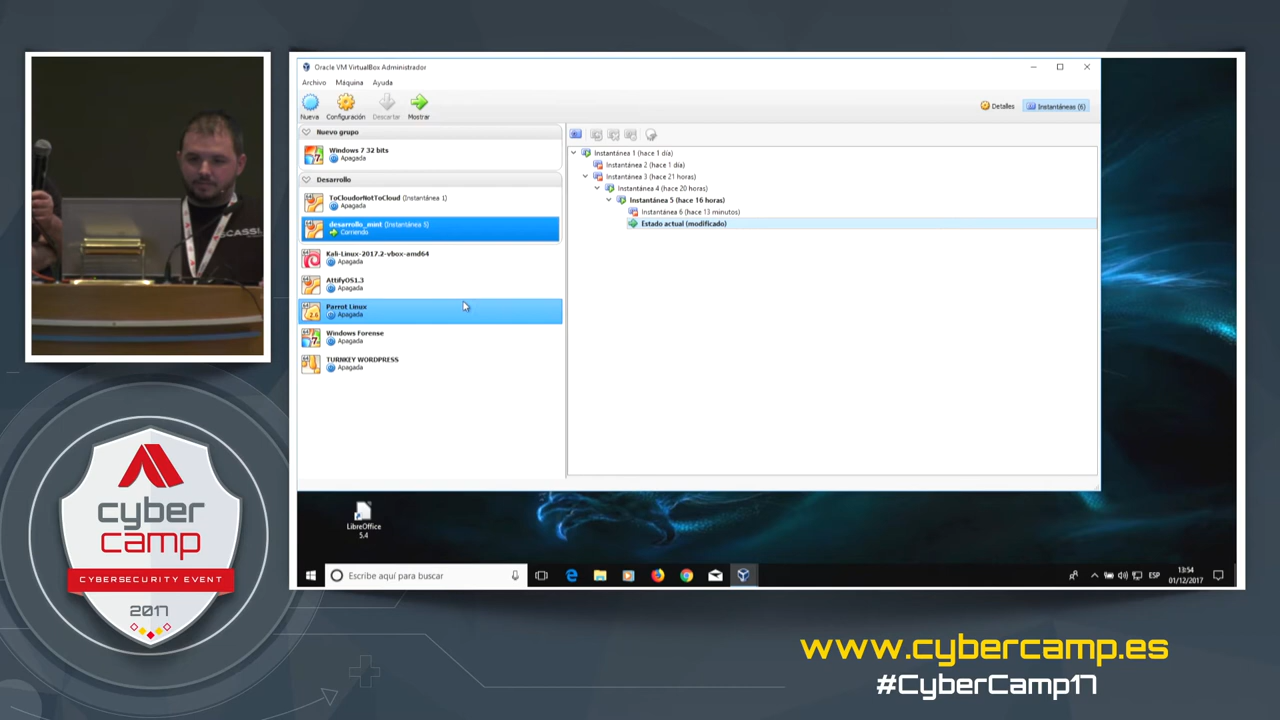 Oracle VM VirtualBox Administrador
Archivo Máquina Ayuda
Nueva Configuración Descartar Mostrar
Detalles Instantáneas (6)
Nuevo grupo
Windows 7 32 bits
Apagada
Desarrollo
ToCloudorNotToCloud (Instantánea 1)
Apagada
desarrollo_mint (Instantánea 5)
Corriendo
Kali-Linux-2017.2-vbox-amd64
Apagada
AttifyOS1.3
Apagada
Parrot Linux
Apagada
Windows Forense
Apagada
TURNKEY WORDPRESS
Apagada
Instantánea 1 (hace 1 día)
Instantánea 2 (hace 1 día)
Instantánea 3 (hace 21 horas)
Instantánea 4 (hace 20 horas)
Instantánea 5 (hace 16 horas)
Instantánea 6 (hace 13 minutos)
Estado actual (modificado)
LibreOffice
5.4
Escribe aquí para buscar
ESP
13:54
01/12/2017
cyber
camp
CYBERSECURITY EVENT
2017
www.cybercamp.es
#CyberCamp17